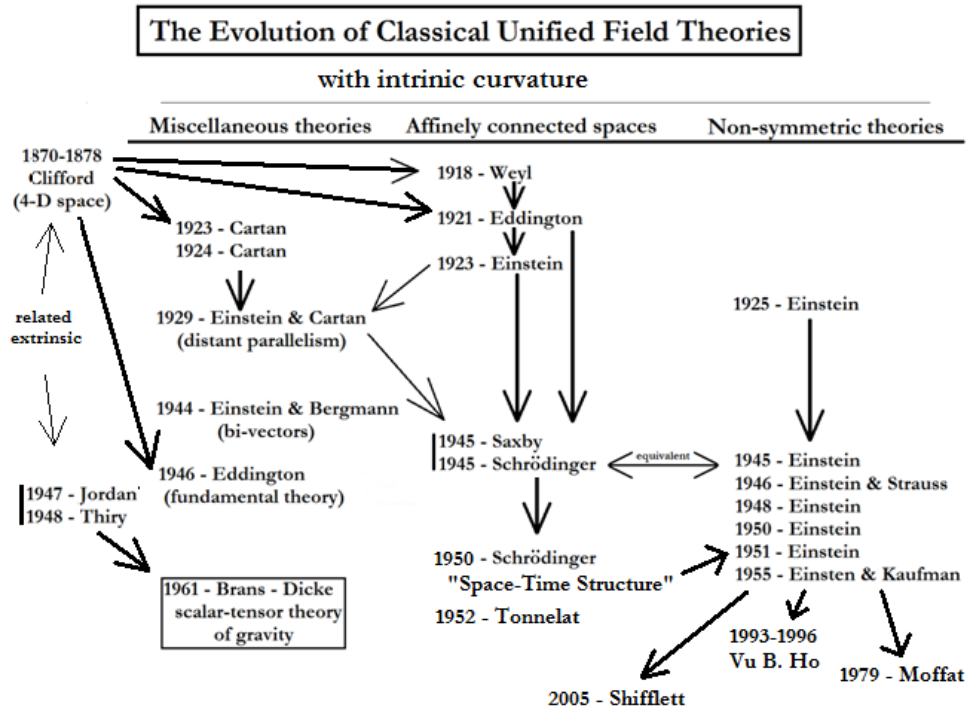 The Evolution of Classical Unified Field Theories
with intrinic curvature
Miscellaneous theories
Affinely connected spaces
Non-symmetric theories
1870-1878
Clifford
(4-D space)
related
extrinsic
1947 - Jordan'
1948 - Thiry
1923 - Cartan
1924 - Cartan
1929 - Einstein & Cartan
(distant parallelism)
1944 - Einstein & Bergmann
(bi-vectors)
1946 - Eddington
(fundamental theory)
1961 - Brans - Dicke
scalar-tensor theory
of gravity
1918 - Weyl
1921 - Eddington
1923 - Einstein
1945 - Saxby
1945 - Schrödinger
equivalent
1950 - Schrödinger
"Space-Time Structure"
1952 - Tonnelat
1925 - Einstein
1945 - Einstein
1946 - Einstein & Strauss
1948 - Einstein
1950 - Einstein
1951 - Einstein
1955 - Einsten & Kaufman
1993-1996
Vu B. Ho
1979 - Moffat
2005 - Shifflett